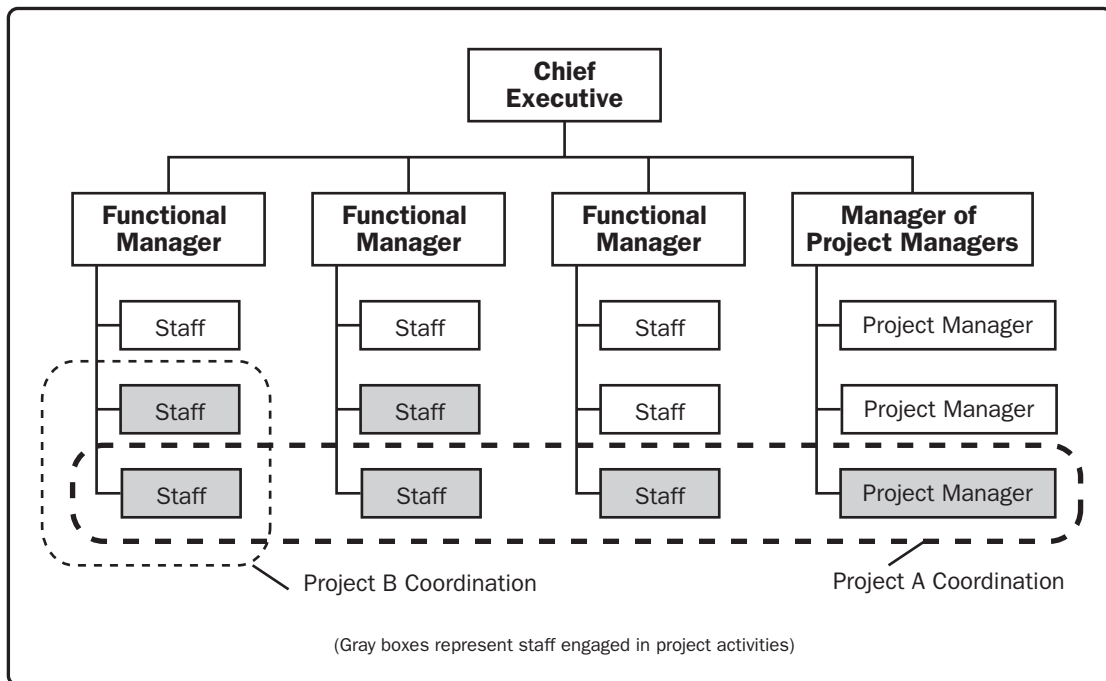 Chief
Executive
Functional
Manager
Functional
Manager
Functional
Manager
Manager of
Project Managers
Staff
Staff
Staff
Project Manager
Staff
Staff
Staff
Project Manager
Staff
Staff
Staff
Project Manager
Project B Coordination
Project A Coordination
(Gray boxes represent staff engaged in project activities)